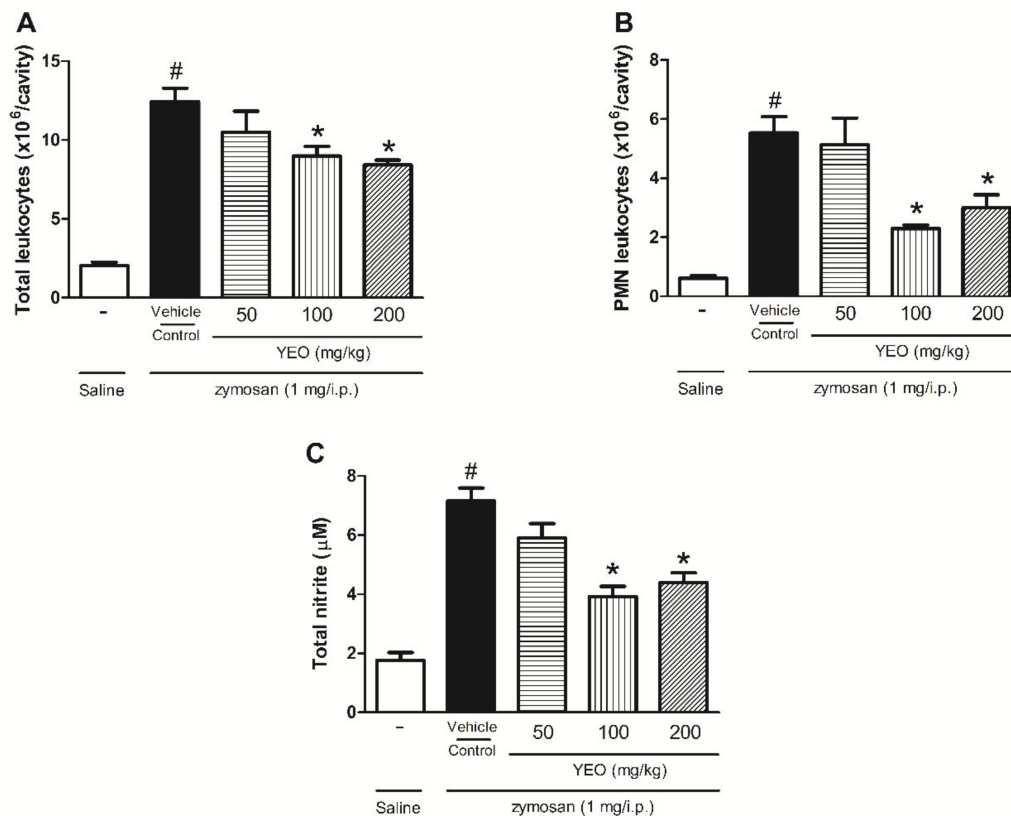 A
Total leukocytes (x10⁶/cavity)
15
10
5
0
#
*
*
- Vehicle 50 100 200
Control
YEO (mg/kg)
Saline zymosan (1 mg/i.p.)
B
PMN leukocytes (x10⁶/cavity)
8
6
4
2
0
#
*
*
- Vehicle 50 100 200
Control
YEO (mg/kg)
Saline zymosan (1 mg/i.p.)
C
Total nitrite (μM)
8
6
4
2
0
#
*
*
- Vehicle 50 100 200
Control
YEO (mg/kg)
Saline zymosan (1 mg/i.p.)